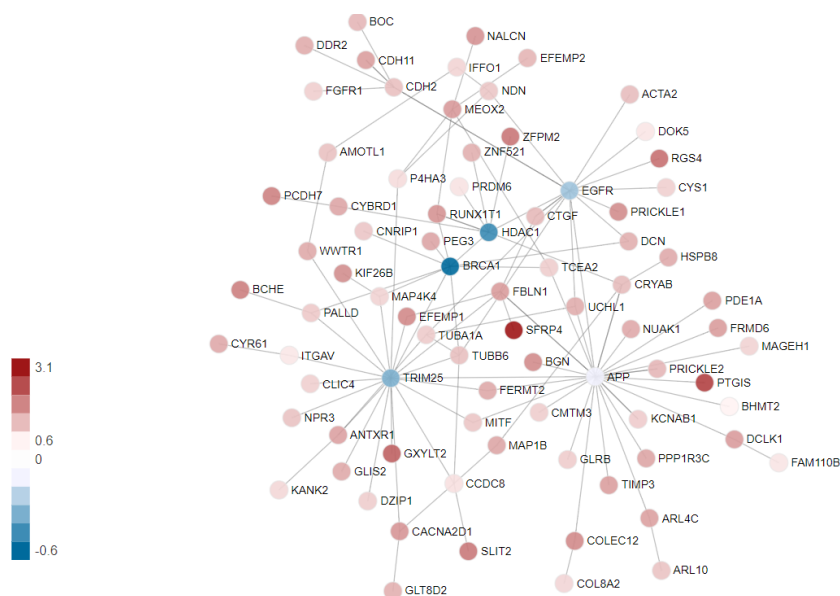 BOC
NALCN
DDR2
CDH11
IFFO1
EFEMP2
FGFR1
CDH2
NDN
ACTA2
MEOX2
DOK5
ZFPM2
AMOTL1
ZNF521
RGS4
P4HA3
PRDM6
EGFR
CYS1
PCDH7
CYBRD1
RUNX1T1
CTGF
PRICKLE1
CNRIP1
HDAC1
PEG3
DCN
WWTR1
HSPB8
KIF26B
BRCA1
TCEA2
BCHE
MAP4K4
FBLN1
CRYAB
PALLD
EFEMP1
UCHL1
PDE1A
TUBA1A
SFRP4
NUAK1
FRMD6
CYR61
ITGAV
TUBB6
MAGEH1
3.1
BGN
PRICKLE2
CLIC4
TRIM25
APP
PTGIS
FERMT2
BHMT2
NPR3
CMTM3
KCNAB1
MITF
ANTXR1
MAP1B
DCLK1
0.6
GXYLT2
GLRB
PPP1R3C
FAM110B
0
GLIS2
KANK2
CCDC8
TIMP3
DZIP1
ARL4C
CACNA2D1
COLEC12
-0.6
SLIT2
ARL10
GLT8D2
COL8A2